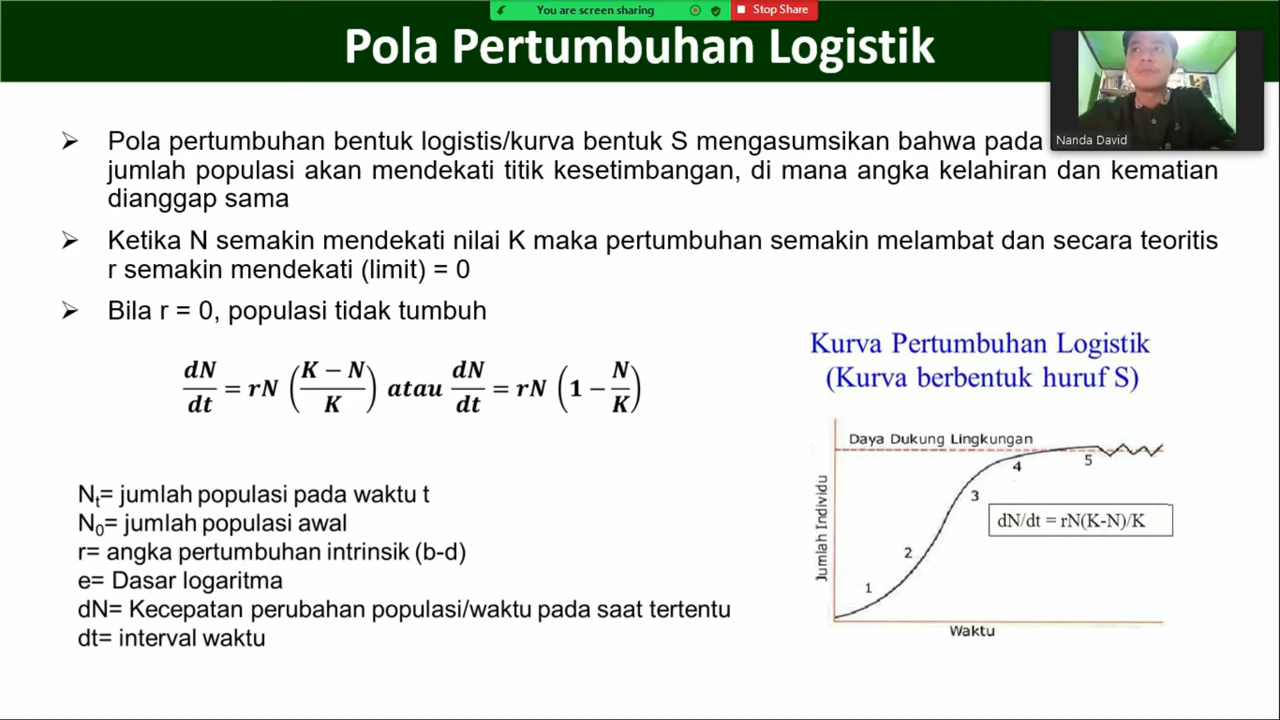 You are screen sharing
Stop Share
Pola Pertumbuhan Logistik
Nanda David
➢ Pola pertumbuhan bentuk logistis/kurva bentuk S mengasumsikan bahwa pada
jumlah populasi akan mendekati titik kesetimbangan, di mana angka kelahiran dan kematian
dianggap sama
➢ Ketika N semakin mendekati nilai K maka pertumbuhan semakin melambat dan secara teoritis
r semakin mendekati (limit) = 0
➢ Bila r = 0, populasi tidak tumbuh
dN/dt = rN ((K − N)/K) atau dN/dt = rN (1 − N/K)
Nt= jumlah populasi pada waktu t
N0= jumlah populasi awal
r= angka pertumbuhan intrinsik (b-d)
e= Dasar logaritma
dN= Kecepatan perubahan populasi/waktu pada saat tertentu
dt= interval waktu
Kurva Pertumbuhan Logistik
(Kurva berbentuk huruf S)
Daya Dukung Lingkungan
Jumlah Individu
1
2
3
4
5
dN/dt = rN(K-N)/K
Waktu